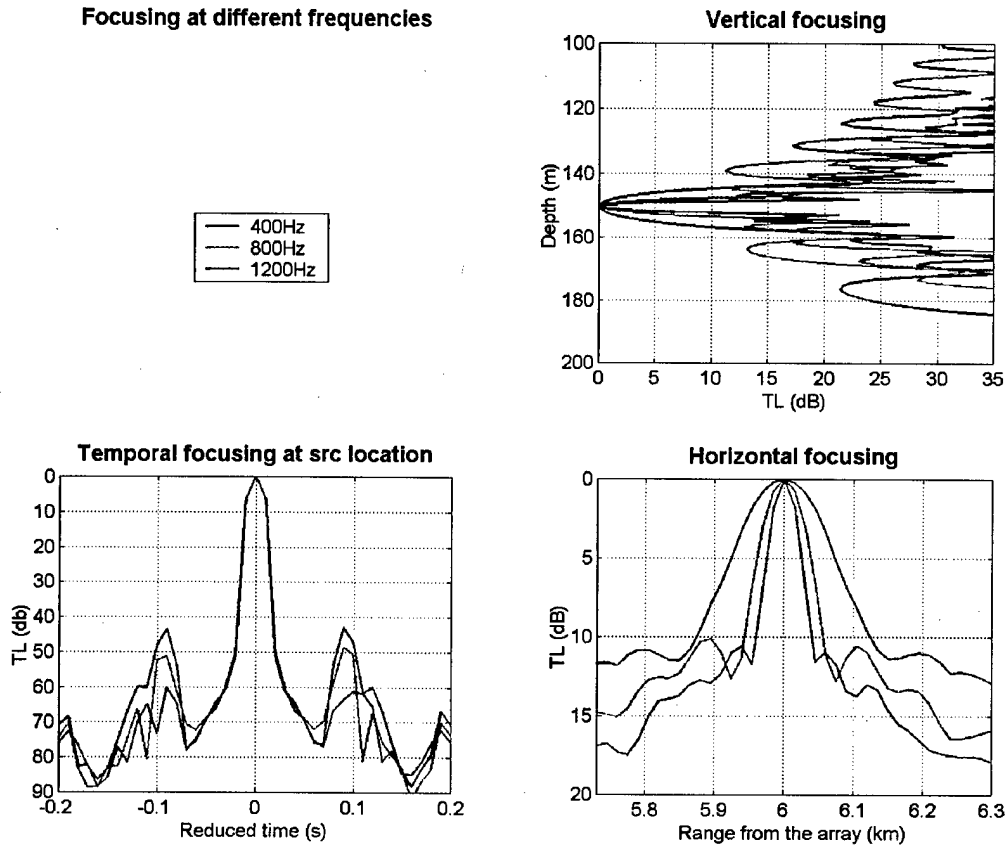 Focusing at different frequencies
400Hz
800Hz
1200Hz
Vertical focusing
100
120
140
160
180
200
Depth (m)
0 5 10 15 20 25 30 35
TL (dB)
Temporal focusing at src location
0
10
20
30
40
50
60
70
80
90
TL (db)
-0.2 -0.1 0 0.1 0.2
Reduced time (s)
Horizontal focusing
0
5
10
15
20
TL (dB)
5.8 5.9 6 6.1 6.2 6.3
Range from the array (km)